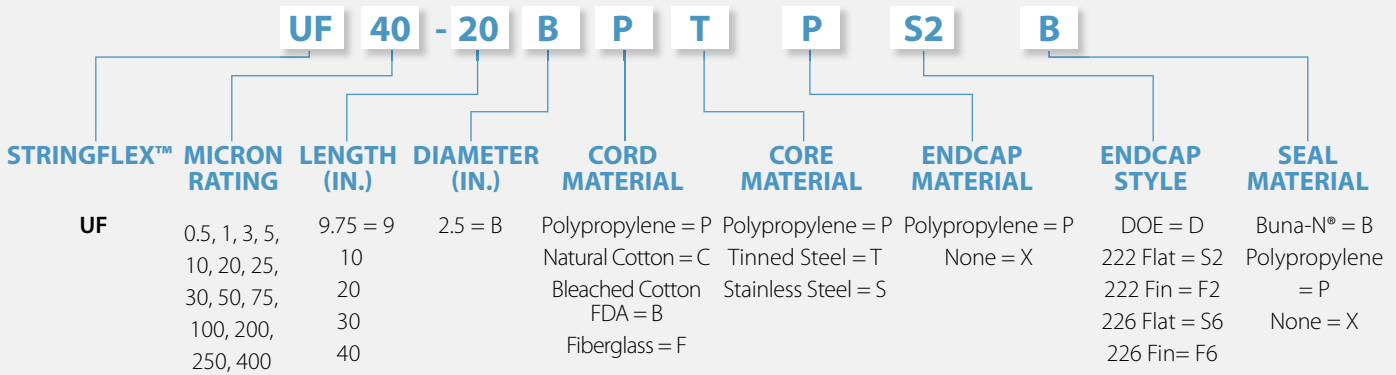 UF 40 - 20 B P T P S2 B
STRINGFLEX™
MICRON
RATING
LENGTH
(IN.)
DIAMETER
(IN.)
CORD
MATERIAL
CORE
MATERIAL
ENDCAP
MATERIAL
ENDCAP
STYLE
SEAL
MATERIAL
UF
0.5, 1, 3, 5,
10, 20, 25,
30, 50, 75,
100, 200,
250, 400
9.75 = 9
10
20
30
40
2.5 = B
Polypropylene = P
Natural Cotton = C
Bleached Cotton
FDA = B
Fiberglass = F
Polypropylene = P
Tinned Steel = T
Stainless Steel = S
Polypropylene = P
None = X
DOE = D
222 Flat = S2
222 Fin = F2
226 Flat = S6
226 Fin= F6
Buna-N® = B
Polypropylene
= P
None = X